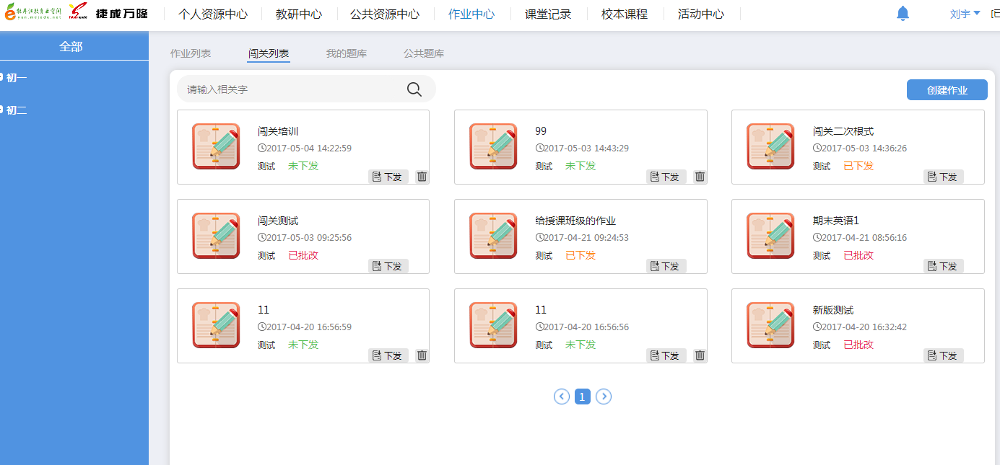 牡丹江教育云空间 捷成万隆 个人资源中心 教研中心 公共资源中心 作业中心 课堂记录 校本课程 活动中心 刘宇
全部
初一
初二
作业列表 闯关列表 我的题库 公共题库
请输入相关字 创建作业
闯关培训
2017-05-04 14:22:59
测试 未下发
下发
99
2017-05-03 14:43:29
测试 未下发
下发
闯关二次根式
2017-05-03 14:36:26
测试 已下发
下发
闯关测试
2017-05-03 09:25:56
测试 已批改
下发
给授课班级的作业
2017-04-21 09:24:53
测试 已下发
下发
期末英语1
2017-04-21 08:56:16
测试 已批改
下发
11
2017-04-20 16:56:59
测试 未下发
下发
11
2017-04-20 16:56:56
测试 未下发
下发
新版测试
2017-04-20 16:32:42
测试 已批改
下发
1